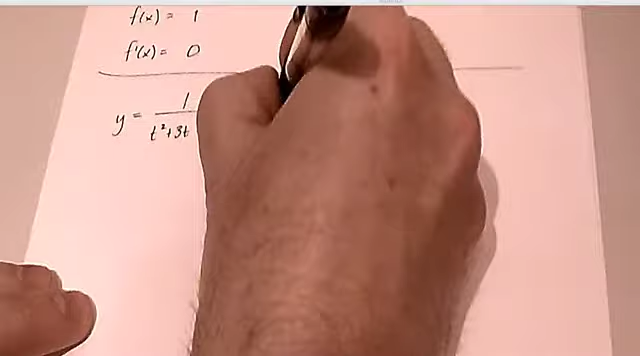 f(x) = 1
f'(x) = 0
y = 1
t²+3t